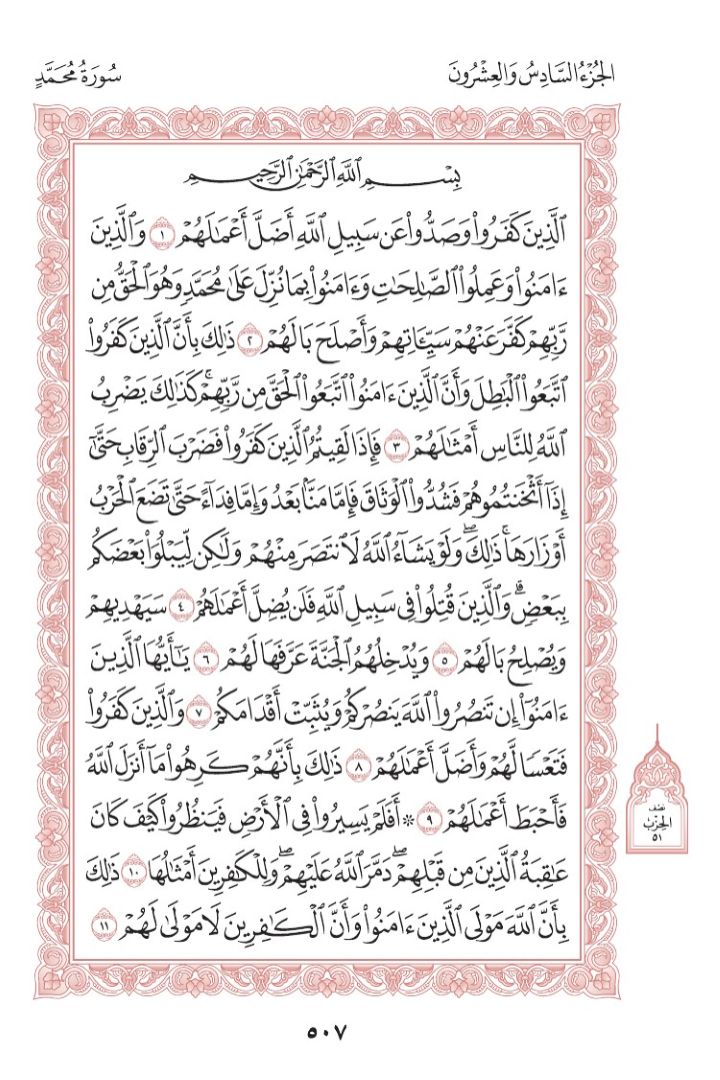 الجُزْءُ السَّادِسُ وَالعِشْرُونَ
سُورَةُ مُحَمَّدٍ
بِسْمِ ٱللَّهِ ٱلرَّحْمَٰنِ ٱلرَّحِيمِ
ٱلَّذِينَ كَفَرُواْ وَصَدُّواْ عَن سَبِيلِ ٱللَّهِ أَضَلَّ أَعْمَٰلَهُمْ ١ وَٱلَّذِينَ
ءَامَنُواْ وَعَمِلُواْ ٱلصَّٰلِحَٰتِ وَءَامَنُواْ بِمَا نُزِّلَ عَلَىٰ مُحَمَّدٖ وَهُوَ ٱلْحَقُّ مِن
رَّبِّهِمْ كَفَّرَ عَنْهُمْ سَيِّـَٔاتِهِمْ وَأَصْلَحَ بَالَهُمْ ٢ ذَٰلِكَ بِأَنَّ ٱلَّذِينَ كَفَرُواْ
ٱتَّبَعُواْ ٱلْبَٰطِلَ وَأَنَّ ٱلَّذِينَ ءَامَنُواْ ٱتَّبَعُواْ ٱلْحَقَّ مِن رَّبِّهِمْۚ كَذَٰلِكَ يَضْرِبُ
ٱللَّهُ لِلنَّاسِ أَمْثَٰلَهُمْ ٣ فَإِذَا لَقِيتُمُ ٱلَّذِينَ كَفَرُواْ فَضَرْبَ ٱلرِّقَابِ حَتَّىٰٓ
إِذَآ أَثْخَنتُمُوهُمْ فَشُدُّواْ ٱلْوَثَاقَ فَإِمَّا مَنَّۢا بَعْدُ وَإِمَّا فِدَآءً حَتَّىٰ تَضَعَ ٱلْحَرْبُ
أَوْزَارَهَاۚ ذَٰلِكَۖ وَلَوْ يَشَآءُ ٱللَّهُ لَٱنتَصَرَ مِنْهُمْ وَلَٰكِن لِّيَبْلُوَاْ بَعْضَكُم
بِبَعْضٖۗ وَٱلَّذِينَ قُتِلُواْ فِي سَبِيلِ ٱللَّهِ فَلَن يُضِلَّ أَعْمَٰلَهُمْ ٤ سَيَهْدِيهِمْ
وَيُصْلِحُ بَالَهُمْ ٥ وَيُدْخِلُهُمُ ٱلْجَنَّةَ عَرَّفَهَا لَهُمْ ٦ يَٰٓأَيُّهَا ٱلَّذِينَ
ءَامَنُوٓاْ إِن تَنصُرُواْ ٱللَّهَ يَنصُرْكُمْ وَيُثَبِّتْ أَقْدَامَكُمْ ٧ وَٱلَّذِينَ كَفَرُواْ
فَتَعْسٗا لَّهُمْ وَأَضَلَّ أَعْمَٰلَهُمْ ٨ ذَٰلِكَ بِأَنَّهُمْ كَرِهُواْ مَآ أَنزَلَ ٱللَّهُ
فَأَحْبَطَ أَعْمَٰلَهُمْ ٩ ۞ أَفَلَمْ يَسِيرُواْ فِي ٱلْأَرْضِ فَيَنظُرُواْ كَيْفَ كَانَ
عَٰقِبَةُ ٱلَّذِينَ مِن قَبْلِهِمْۖ دَمَّرَ ٱللَّهُ عَلَيْهِمْۖ وَلِلْكَٰفِرِينَ أَمْثَٰلُهَا ١٠ ذَٰلِكَ
بِأَنَّ ٱللَّهَ مَوْلَى ٱلَّذِينَ ءَامَنُواْ وَأَنَّ ٱلْكَٰفِرِينَ لَا مَوْلَىٰ لَهُمْ ١١
نصف
الحِزْب
٥١
٥٠٧